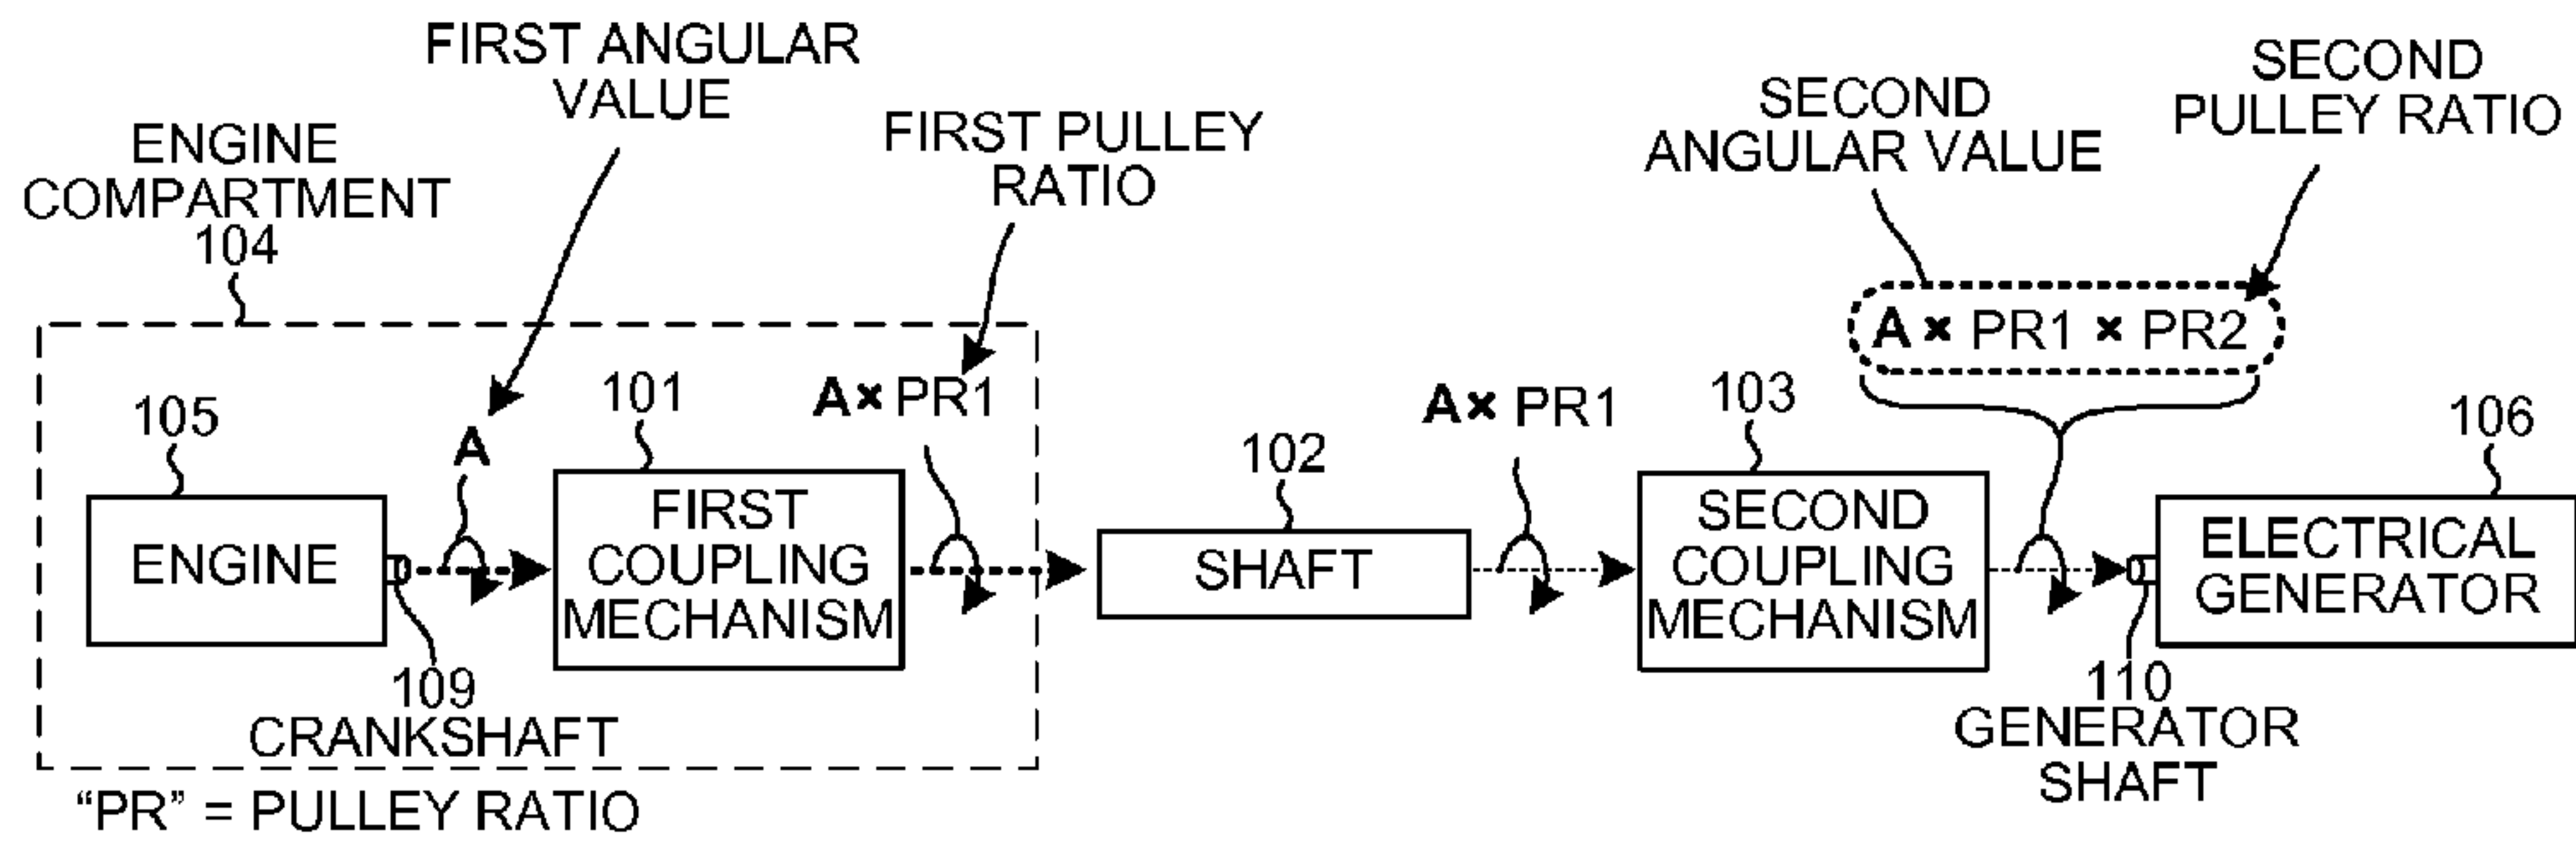 FIRST ANGULAR
VALUE
SECOND
PULLEY RATIO
SECOND
ANGULAR VALUE
FIRST PULLEY
RATIO
ENGINE
COMPARTMENT
104
A × PR1 × PR2
105
101
A× PR1
A× PR1
103
106
A
102
ENGINE
FIRST
COUPLING
MECHANISM
SHAFT
SECOND
COUPLING
MECHANISM
ELECTRICAL
GENERATOR
109
CRANKSHAFT
110
GENERATOR
SHAFT
“PR” = PULLEY RATIO